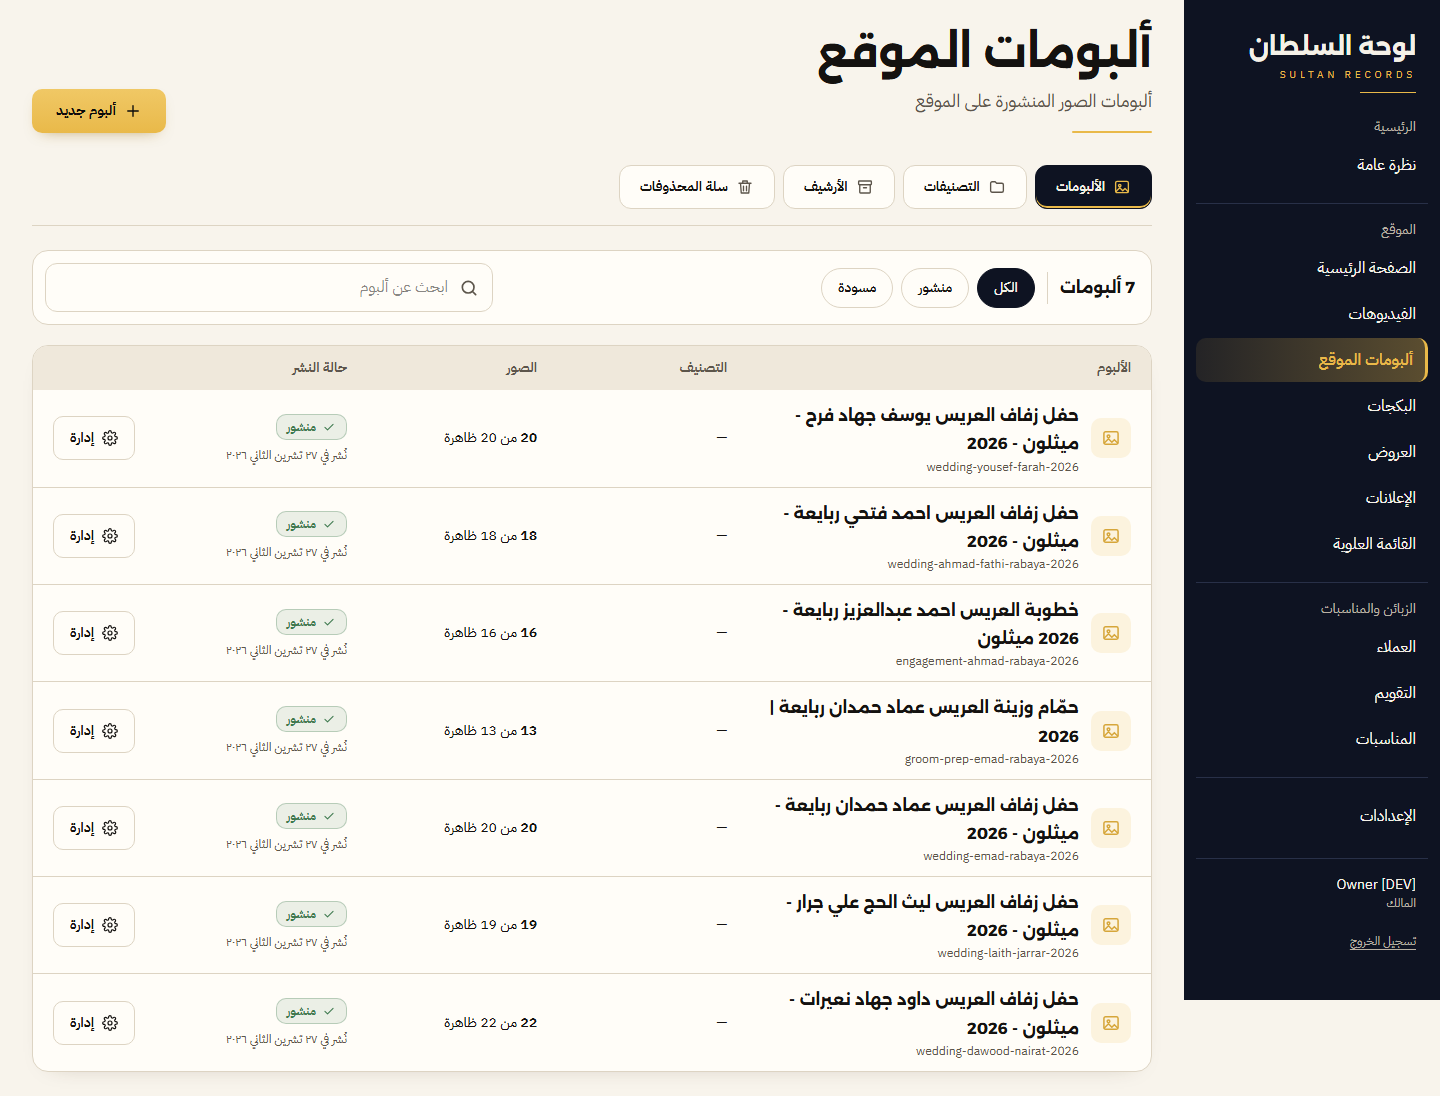 لوحة السلطان
SULTAN RECORDS
الرئيسية
نظرة عامة
الموقع
الصفحة الرئيسية
الفيديوهات
ألبومات الموقع
البكجات
العروض
الإعلانات
القائمة العلوية
الزبائن والمناسبات
العملاء
التقويم
المناسبات
الإعدادات
Owner [DEV]
المالك
تسجيل الخروج
ألبومات الموقع
ألبومات الصور المنشورة على الموقع
ألبوم جديد
الألبومات
التصنيفات
الأرشيف
سلة المحذوفات
7 ألبومات
الكل
منشور
مسودة
ابحث عن ألبوم
الألبوم التصنيف الصور حالة النشر
حفل زفاف العريس يوسف جهاد فرح -
ميثلون - 2026
wedding-yousef-farah-2026
—
20 من 20 ظاهرة
منشور
نُشر في ٢٧ تشرين الثاني ٢٠٢٦
إدارة
حفل زفاف العريس احمد فتحي ربايعة -
ميثلون - 2026
wedding-ahmad-fathi-rabaya-2026
—
18 من 18 ظاهرة
منشور
نُشر في ٢٧ تشرين الثاني ٢٠٢٦
إدارة
خطوبة العريس احمد عبدالعزيز ربايعة -
2026 ميثلون
engagement-ahmad-rabaya-2026
—
16 من 16 ظاهرة
منشور
نُشر في ٢٧ تشرين الثاني ٢٠٢٦
إدارة
حمّام وزينة العريس عماد حمدان ربايعة |
2026
groom-prep-emad-rabaya-2026
—
13 من 13 ظاهرة
منشور
نُشر في ٢٧ تشرين الثاني ٢٠٢٦
إدارة
حفل زفاف العريس عماد حمدان ربايعة -
ميثلون - 2026
wedding-emad-rabaya-2026
—
20 من 20 ظاهرة
منشور
نُشر في ٢٧ تشرين الثاني ٢٠٢٦
إدارة
حفل زفاف العريس ليث الحج علي جرار -
ميثلون - 2026
wedding-laith-jarrar-2026
—
19 من 19 ظاهرة
منشور
نُشر في ٢٧ تشرين الثاني ٢٠٢٦
إدارة
حفل زفاف العريس داود جهاد نعيرات -
ميثلون - 2026
wedding-dawood-nairat-2026
—
22 من 22 ظاهرة
منشور
نُشر في ٢٧ تشرين الثاني ٢٠٢٦
إدارة